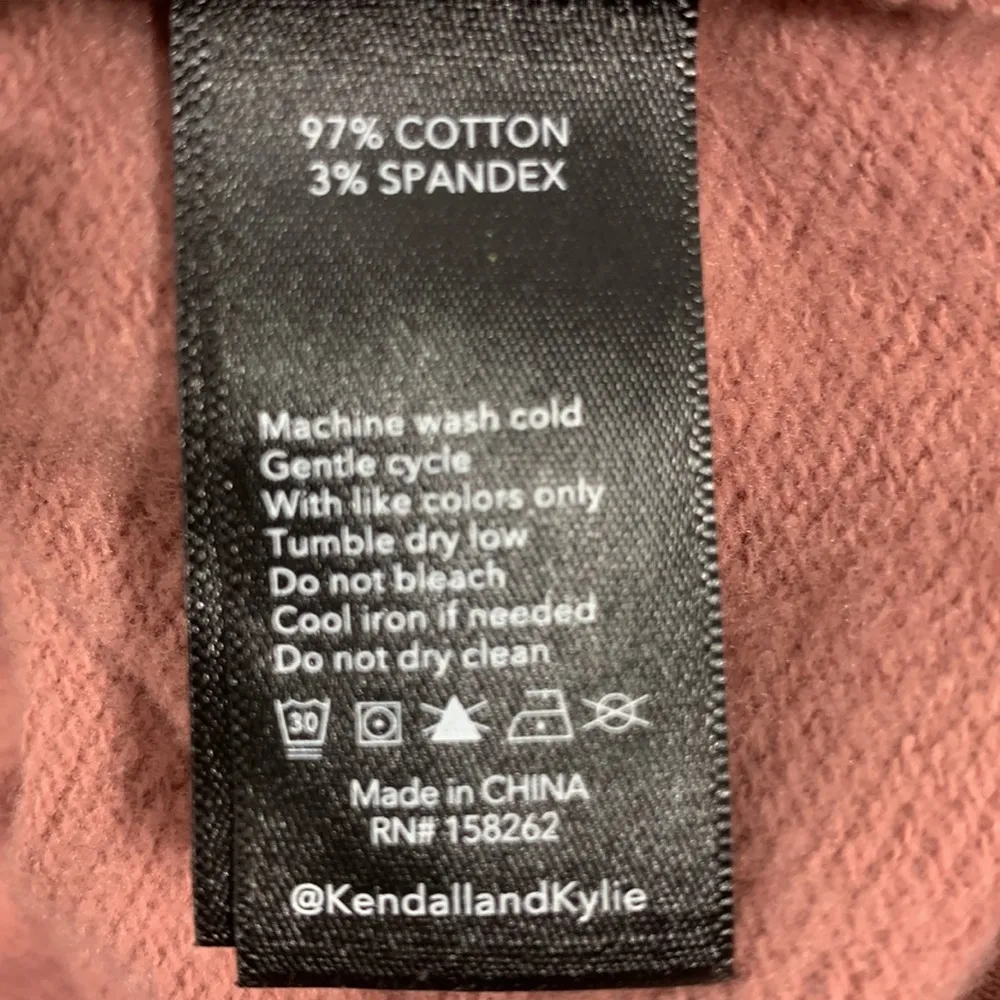 97% COTTON
3% SPANDEX
Machine wash cold
Gentle cycle
With like colors only
Tumble dry low
Do not bleach
Cool iron if needed
Do not dry clean
30
Made in CHINA
RN# 158262
@KendallandKylie